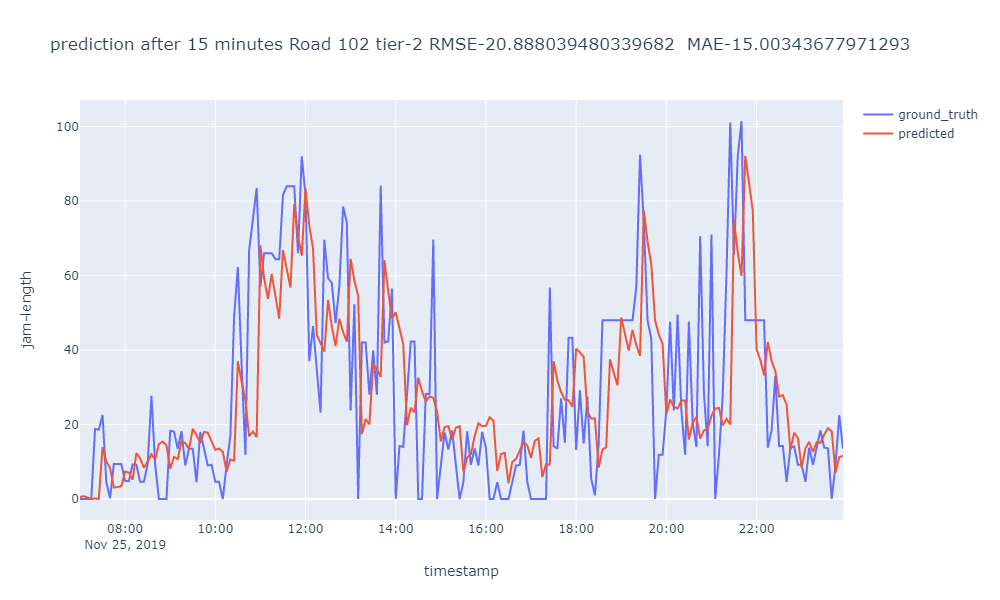 prediction after 15 minutes Road 102 tier-2 RMSE-20.888039480339682 MAE-15.00343677971293
ground_truth
predicted
100
80
60
40
20
0
jam-length
08:00 10:00 12:00 14:00 16:00 18:00 20:00 22:00
Nov 25, 2019
timestamp